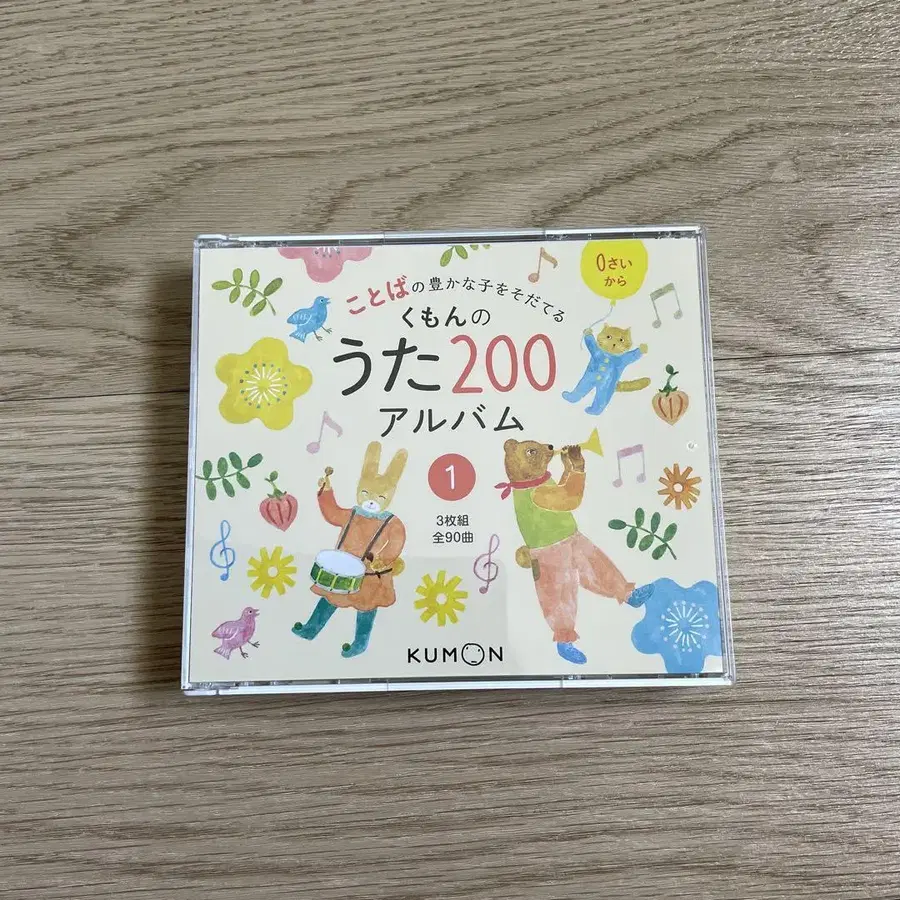 0さい
から
ことばの豊かな子をそだてる
くもんの
うた200
アルバム
1
3枚組
全90曲
KUMON